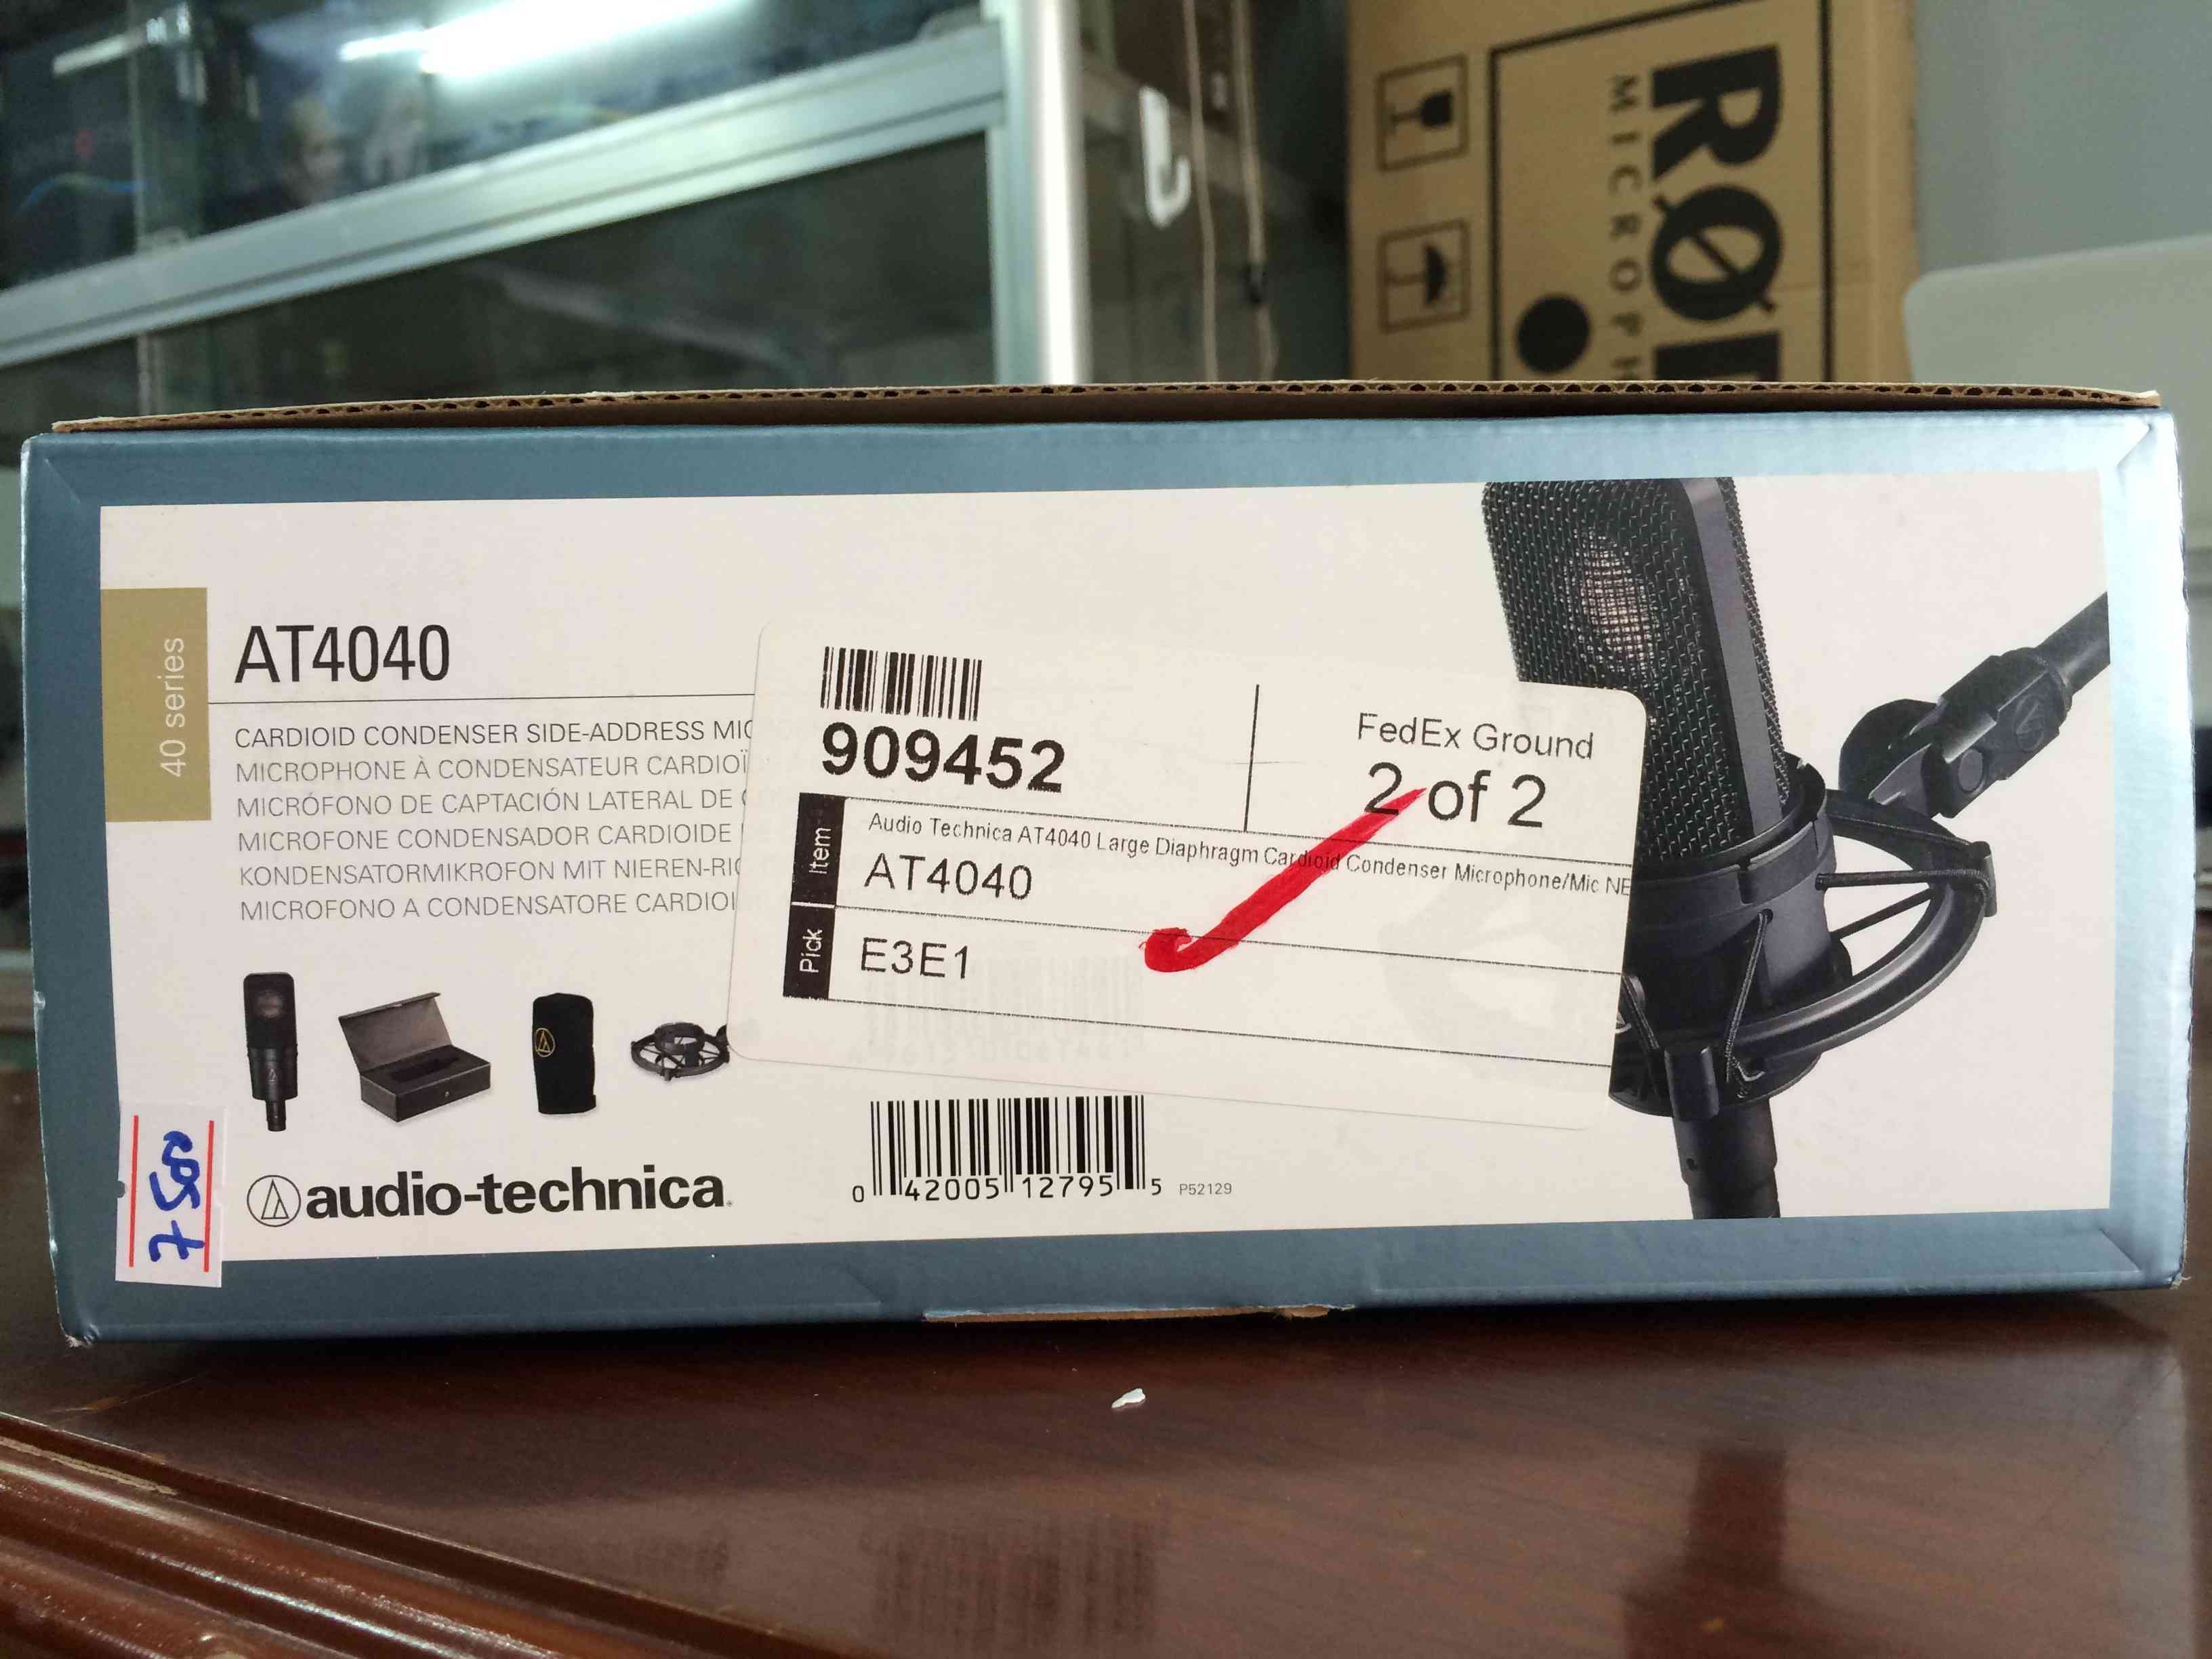 RØ
MICROPH
40 series
AT4040
CARDIOID CONDENSER SIDE-ADDRESS MIC
MICROPHONE À CONDENSATEUR CARDIOÏ
MICRÓFONO DE CAPTACIÓN LATERAL DE
MICROFONE CONDENSADOR CARDIOIDE
KONDENSATORMIKROFON MIT NIEREN-RIC
MICROFONO A CONDENSATORE CARDIOI
909452
FedEx Ground
2 of 2
Item
Audio Technica AT4040 Large Diaphragm Cardioid Condenser Microphone/Mic NE
AT4040
Pick
E3E1
audio-technica
0 42005 12795 5 P52129